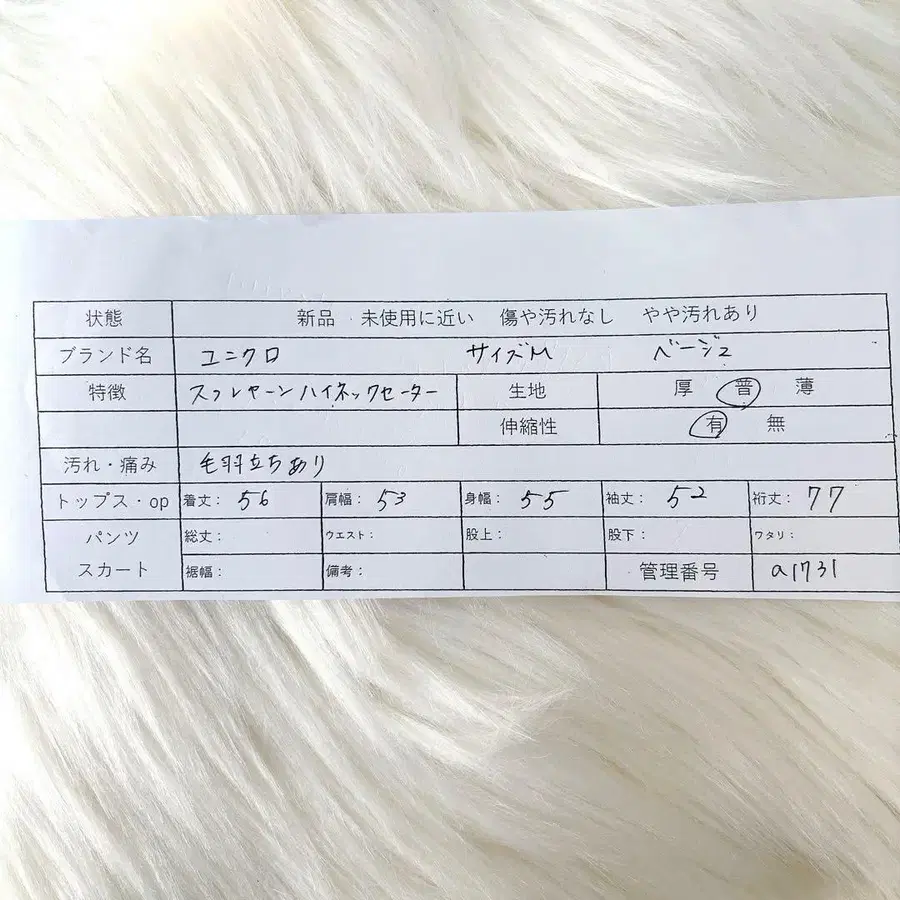 状態 新品 未使用に近い 傷や汚れなし やや汚れあり
ブランド名 ユニクロ サイズM ベージュ
特徴 スフレヤーンハイネックセーター 生地 厚 普 薄
伸縮性 有 無
汚れ・痛み 毛羽立ちあり
トップス・op 着丈： 56 肩幅： 53 身幅： 55 袖丈： 52 裄丈： 77
パンツ 総丈： ウエスト： 股上： 股下： ワタリ：
スカート 裾幅： 備考： 管理番号 a1731